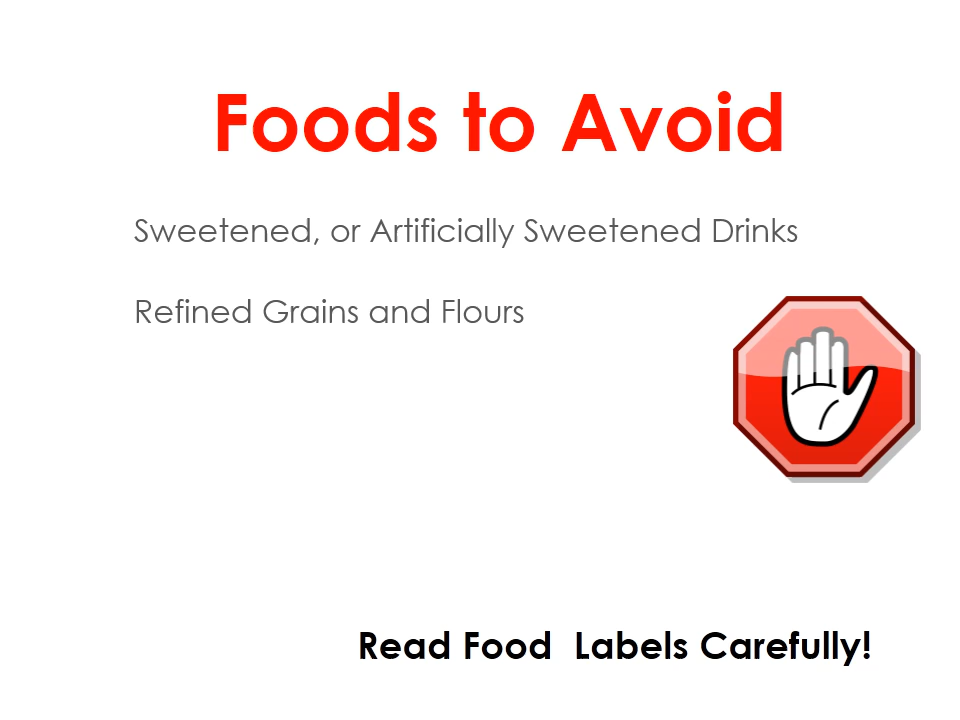 Foods to Avoid
Sweetened, or Artificially Sweetened Drinks
Refined Grains and Flours
Read Food  Labels Carefully!